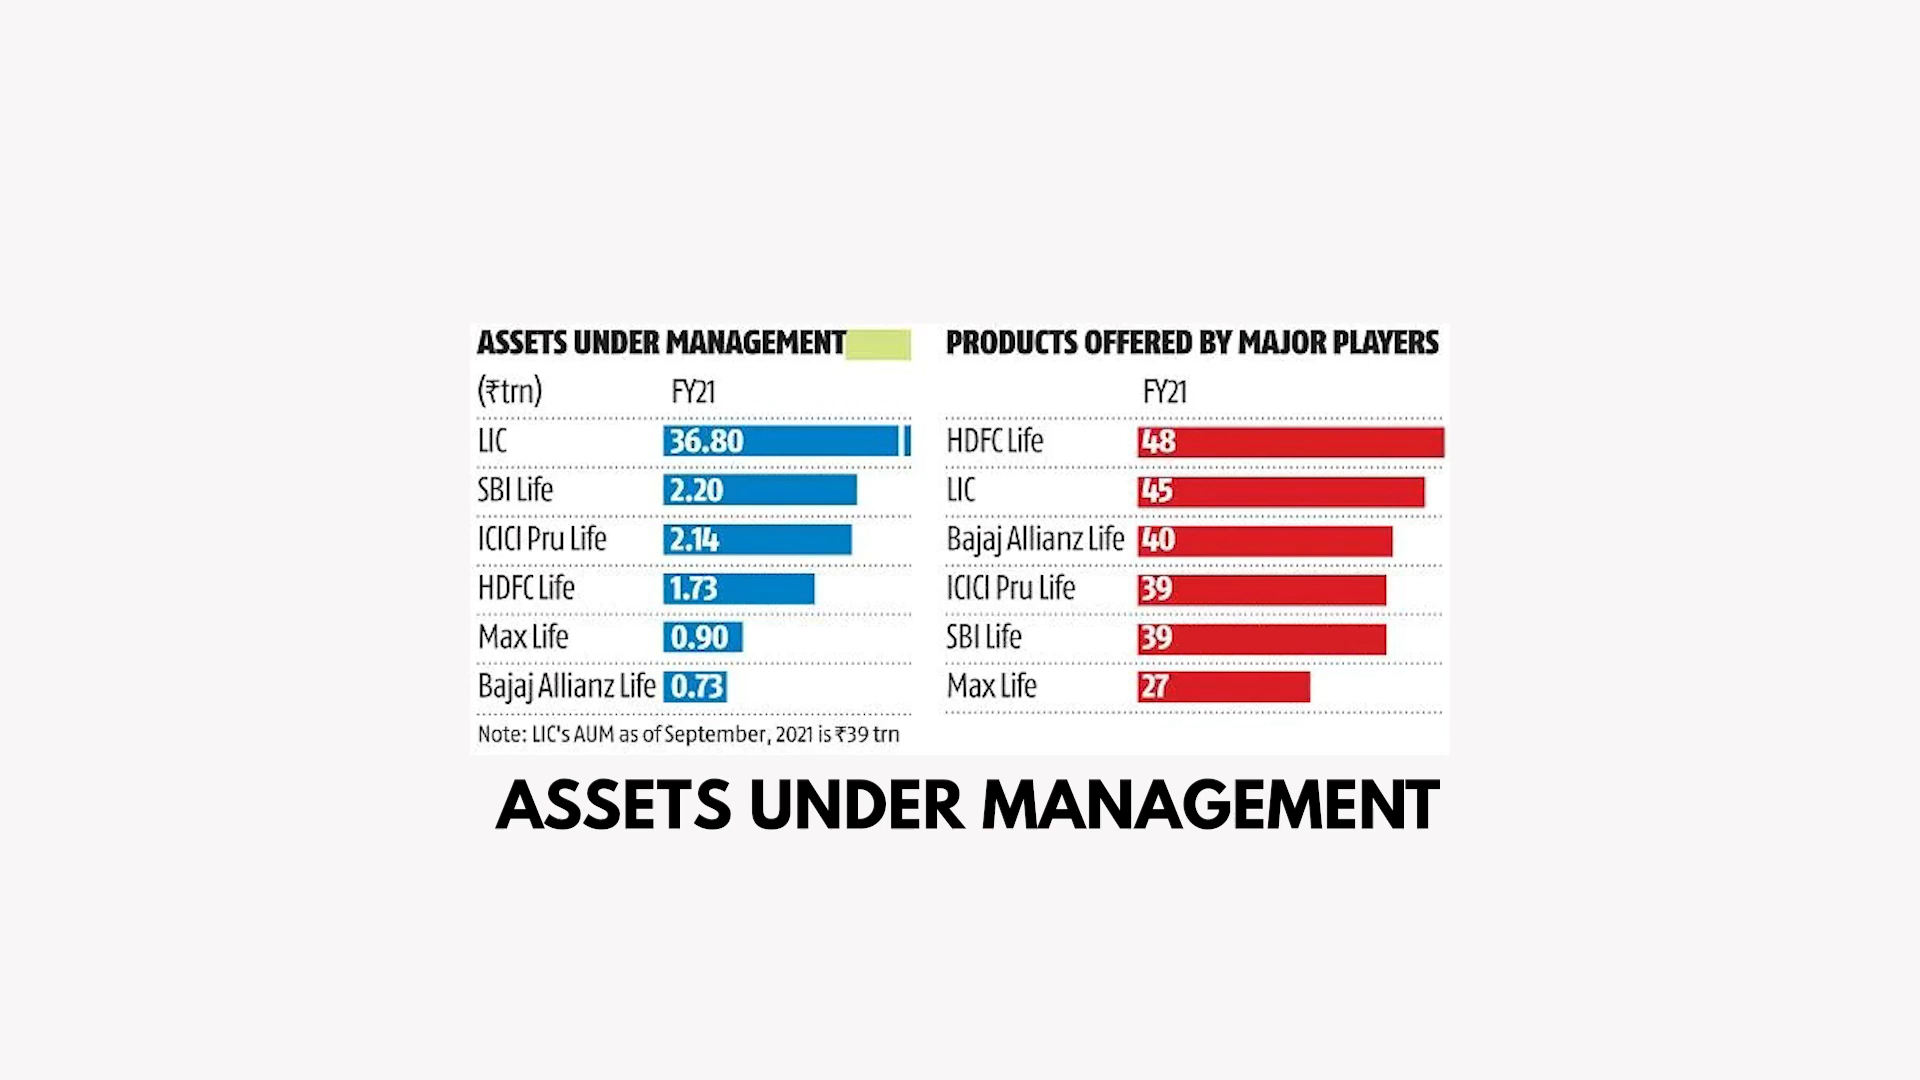 ASSETS UNDER MANAGEMENT
(₹trn) FY21
LIC 36.80
SBI Life 2.20
ICICI Pru Life 2.14
HDFC Life 1.73
Max Life 0.90
Bajaj Allianz Life 0.73
Note: LIC's AUM as of September, 2021 is ₹39 trn
PRODUCTS OFFERED BY MAJOR PLAYERS
FY21
HDFC Life 48
LIC 45
Bajaj Allianz Life 40
ICICI Pru Life 39
SBI Life 39
Max Life 27
ASSETS UNDER MANAGEMENT